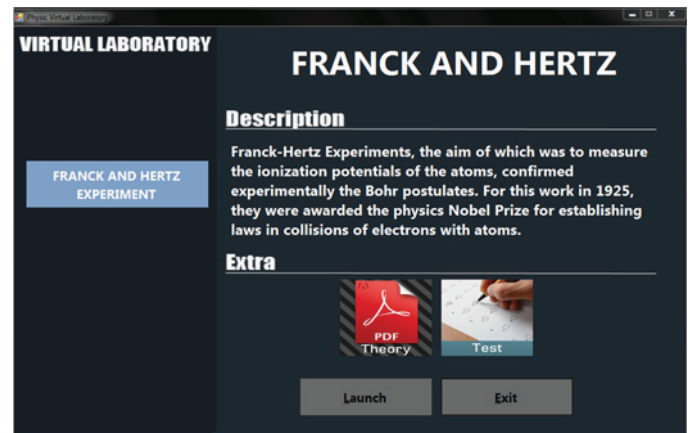 Physic Virtual Laboratory
VIRTUAL LABORATORY
FRANCK AND HERTZ
EXPERIMENT
FRANCK AND HERTZ
Description
Franck-Hertz Experiments, the aim of which was to measure
the ionization potentials of the atoms, confirmed
experimentally the Bohr postulates. For this work in 1925,
they were awarded the physics Nobel Prize for establishing
laws in collisions of electrons with atoms.
Extra
PDF
Theory
Test
Launch
Exit